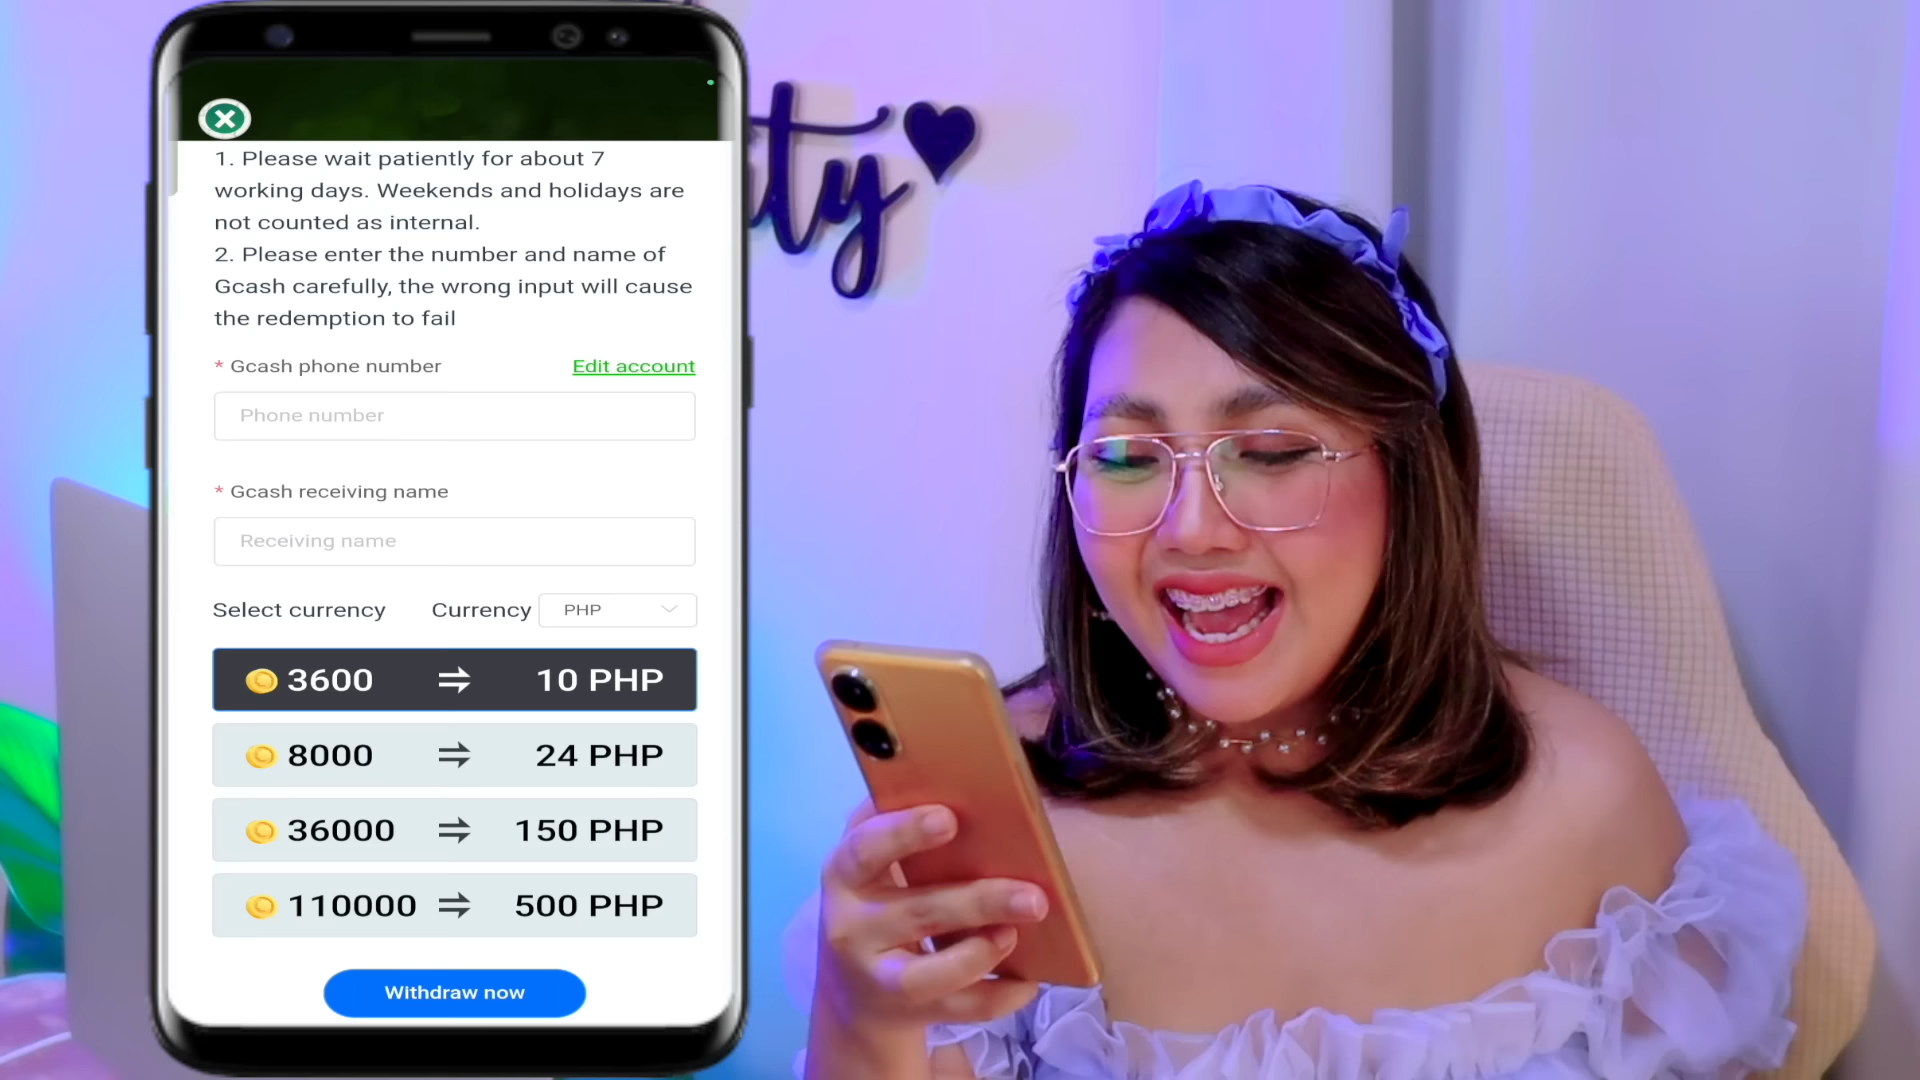 1. Please wait patiently for about 7
working days. Weekends and holidays are
not counted as internal.
2. Please enter the number and name of
Gcash carefully, the wrong input will cause
the redemption to fail
* Gcash phone number Edit account
Phone number
* Gcash receiving name
Receiving name
Select currency Currency PHP
3600 ⇒ 10 PHP
8000 ⇒ 24 PHP
36000 ⇒ 150 PHP
110000 ⇒ 500 PHP
Withdraw now
ity